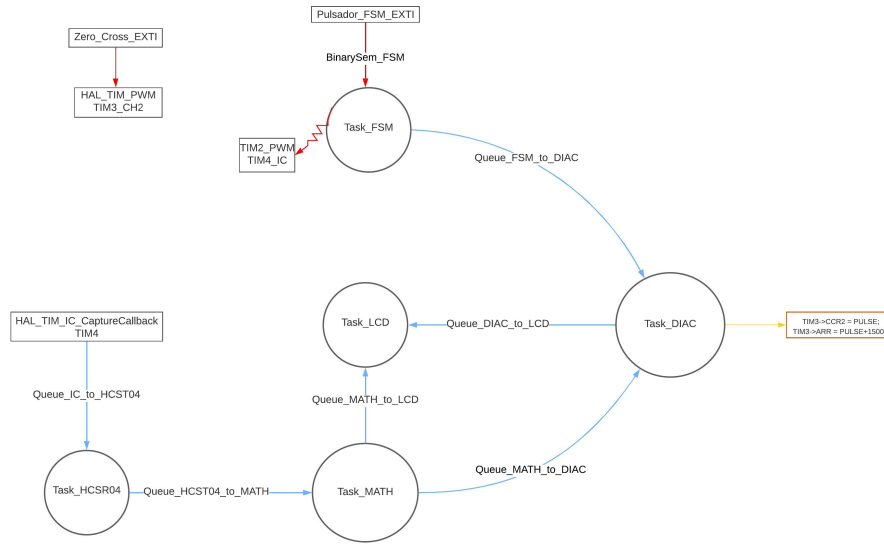 Pulsador_FSM_EXTI
Zero_Cross_EXTI
BinarySem_FSM
HAL_TIM_PWM
TIM3_CH2
Task_FSM
TIM2_PWM
TIM4_IC
Queue_FSM_to_DIAC
HAL_TIM_IC_CaptureCallback
TIM4
Task_LCD
Queue_DIAC_to_LCD
Task_DIAC
TIM3->CCR2 = PULSE;
TIM3->ARR = PULSE+1500
Queue_IC_to_HCST04
Queue_MATH_to_LCD
Queue_MATH_to_DIAC
Task_HCSR04
Queue_HCST04_to_MATH
Task_MATH